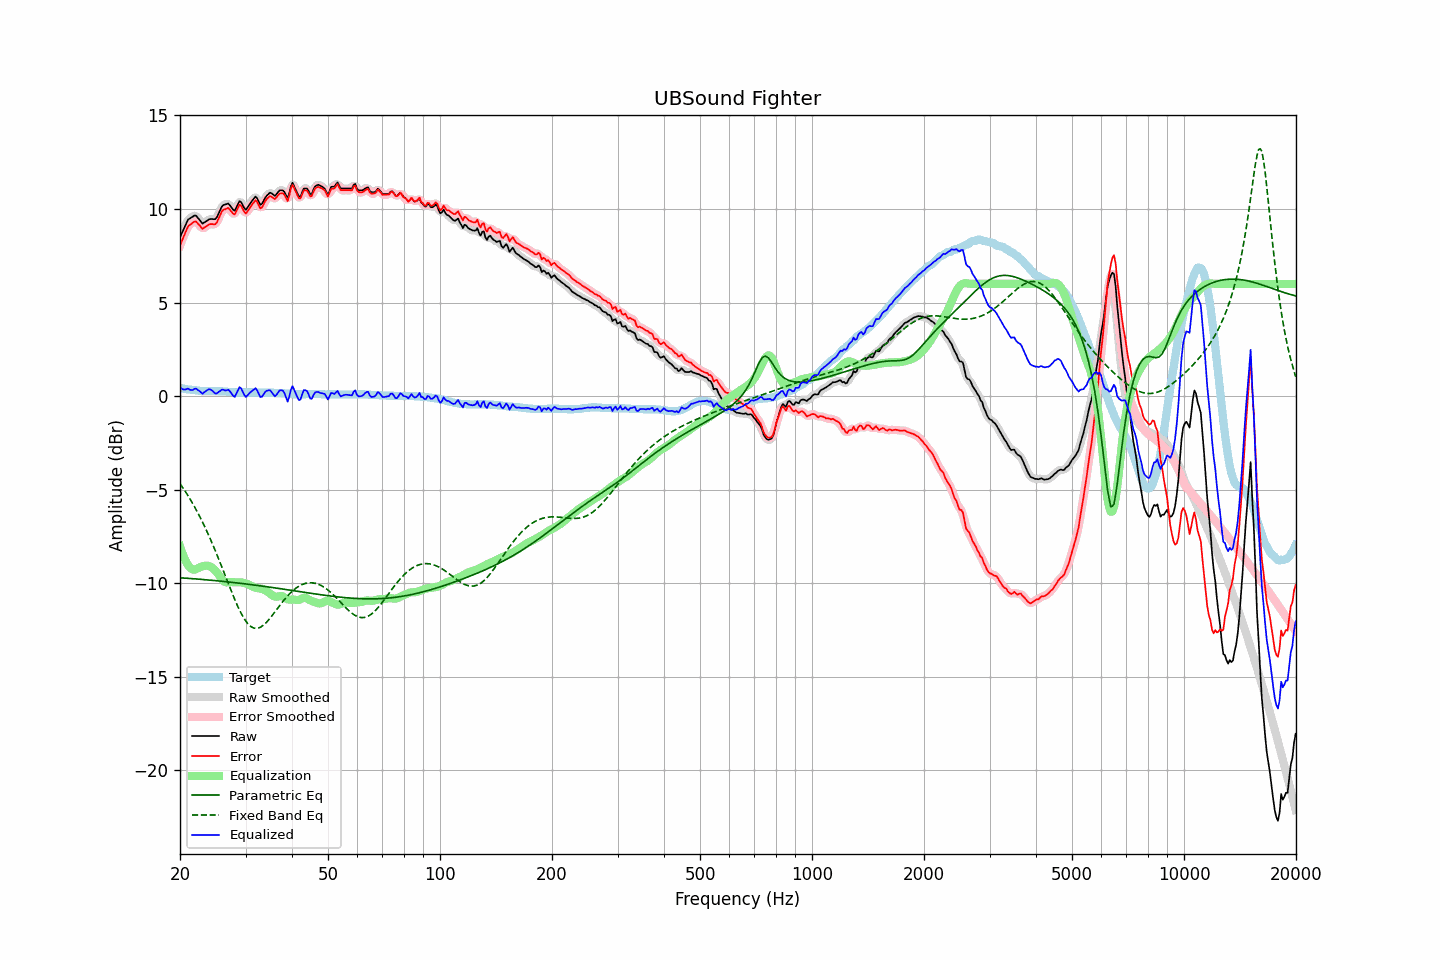 UBSound Fighter
15
10
5
0
−5
−10
−15
−20
Amplitude (dBr)
Target
Raw Smoothed
Error Smoothed
Raw
Error
Equalization
Parametric Eq
Fixed Band Eq
Equalized
20 50 100 200 500 1000 2000 5000 10000 20000
Frequency (Hz)